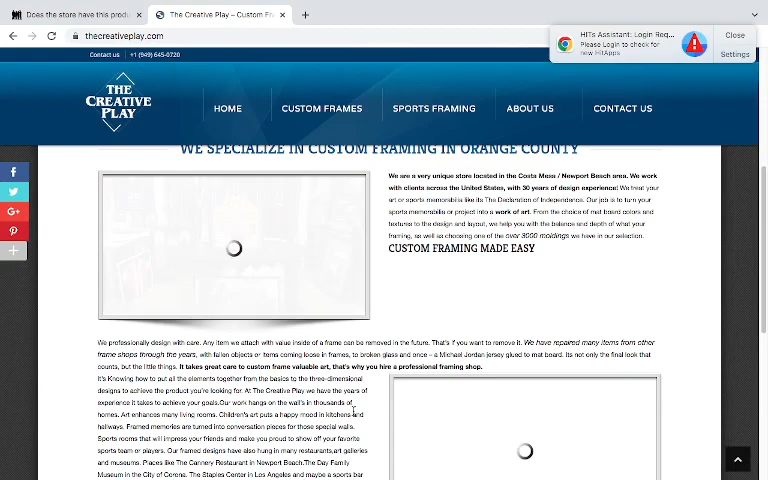 Does the store have this produ
The Creative Play – Custom Fr
thecreativeplay.com
HITs Assistant: Login Req...
Please Login to check for
new HitApps
Close
Settings
Contact us
+1 (949) 645-0720
THE
CREATIVE
PLAY
HOME
CUSTOM FRAMES
SPORTS FRAMING
ABOUT US
CONTACT US
WE SPECIALIZE IN CUSTOM FRAMING IN ORANGE COUNTY
We are a very unique store located in the Costa Mesa / Newport Beach area. We work
with clients across the United States, with 30 years of design experience! We treat your
art or sports memorabilia like its The Declaration of Independence. Our job is to turn your
sports memorabilia or project into a work of art. From the choice of mat board colors and
textures to the design and layout, we help you with the balance and depth of what your
framing, as well as choosing one of the over 3000 moldings we have in our selection.
CUSTOM FRAMING MADE EASY
We professionally design with care. Any item we attach with value inside of a frame can be removed in the future. That's if you want to remove it. We have repaired many items from other
frame shops through the years, with fallen objects or items coming loose in frames, to broken glass and once – a Michael Jordan jersey glued to mat board. Its not only the final look that
counts, but the little things. It takes great care to custom frame valuable art, that's why you hire a professional framing shop.
It's Knowing how to put all the elements together from the basics to the three-dimensional
designs to achieve the product you're looking for. At The Creative Play we have the years of
experience it takes to achieve your goals.Our work hangs on the wall's in thousands of
homes. Art enhances many living rooms. Children's art puts a happy mood in kitchens and
hallways, Framed memories are turned into conversation pieces for those special walls.
Sports rooms that will impress your friends and make you proud to show off your favorite
sports team or players. Our framed designs have also hung in many restaurants,art galleries
and museums. Places like The Cannery Restaurant in Newport Beach.The Day Family
Museum in the City of Corona. The Staples Center in Los Angeles and maybe a sports bar